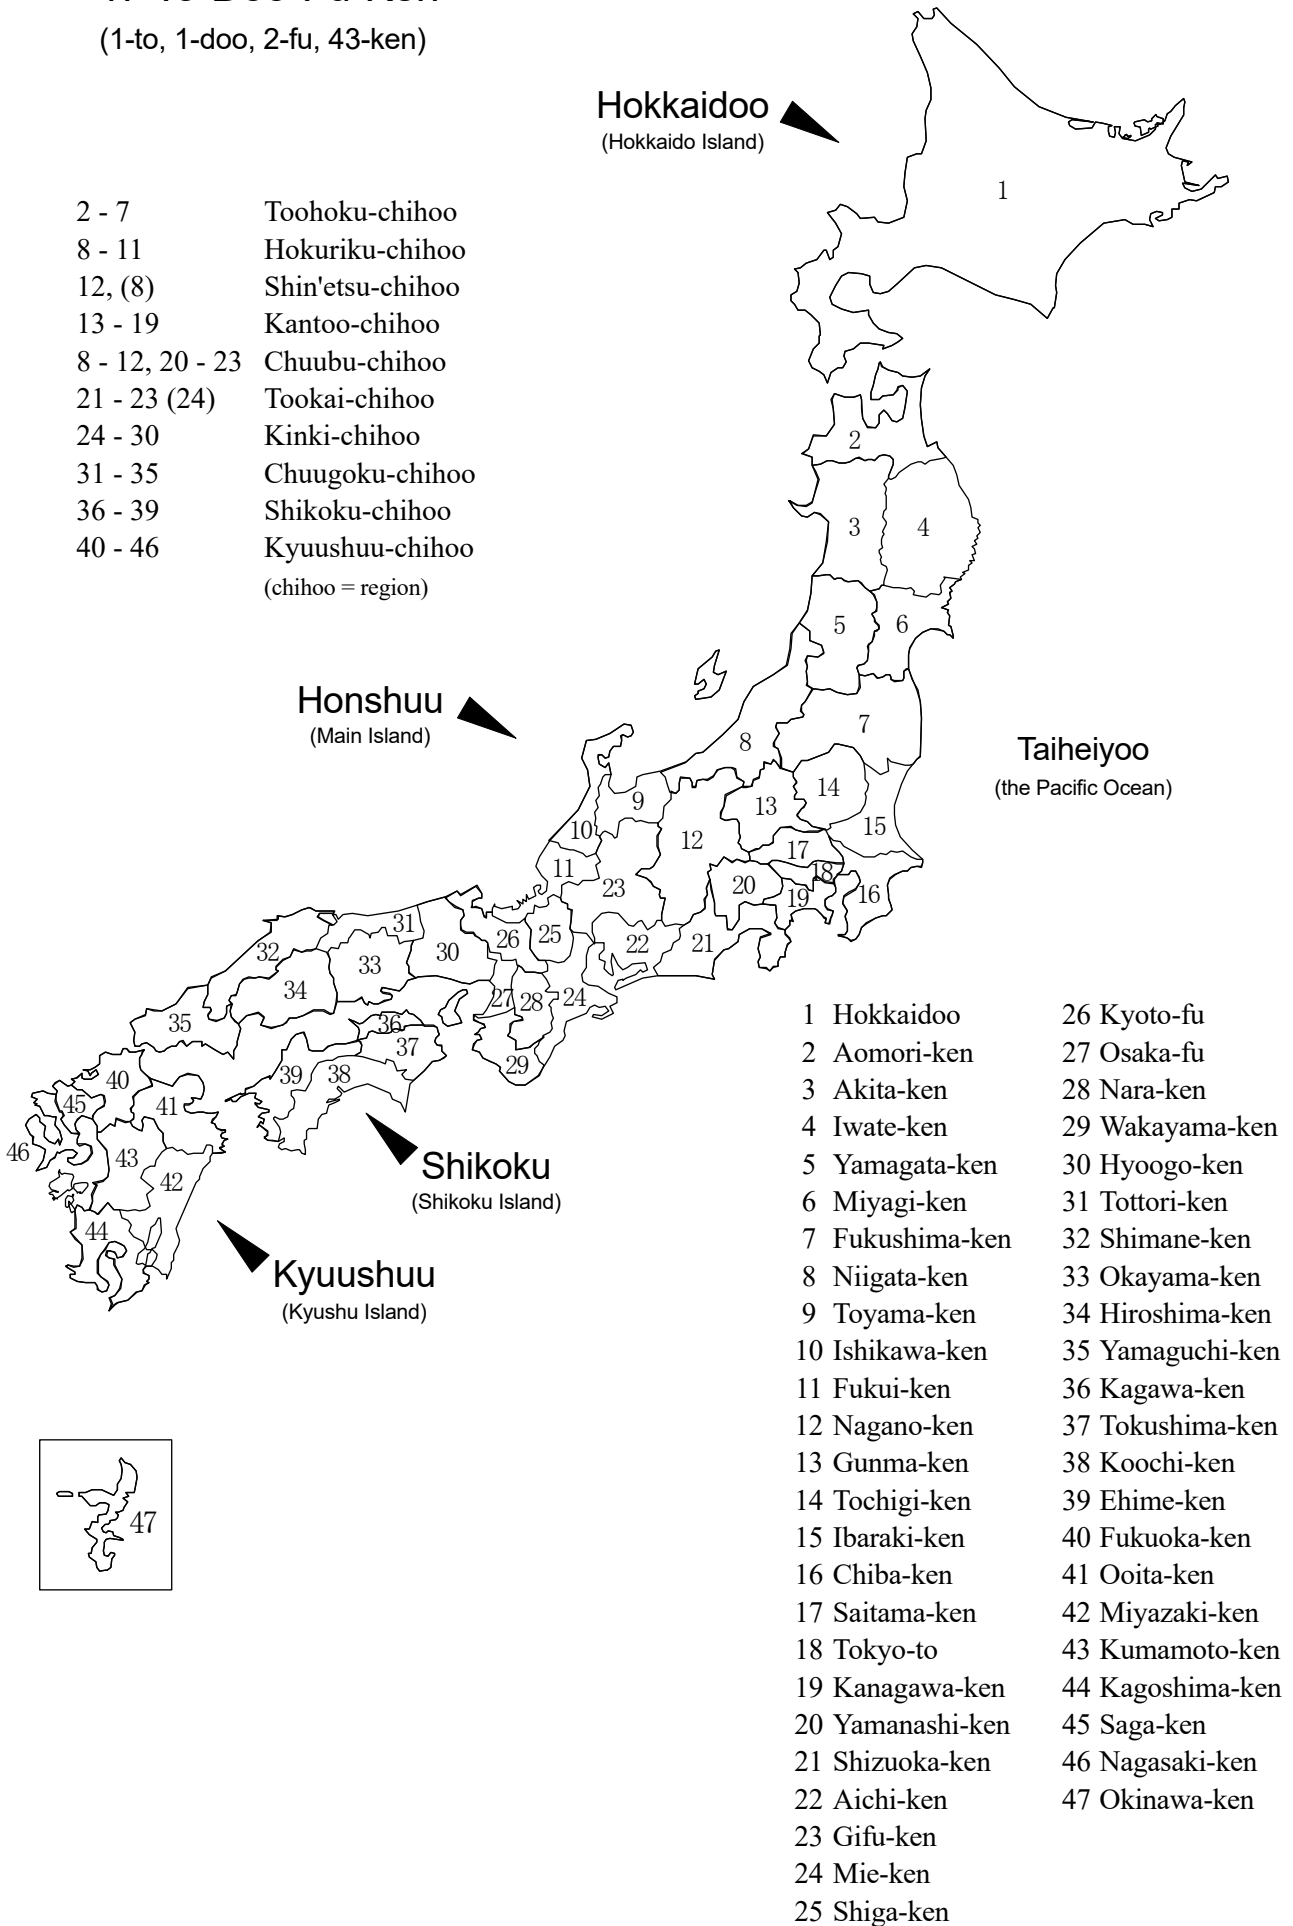 (1-to, 1-doo, 2-fu, 43-ken)
Hokkaidoo
(Hokkaido Island)
1
2 - 7 Toohoku-chihoo
8 - 11 Hokuriku-chihoo
12, (8) Shin'etsu-chihoo
13 - 19 Kantoo-chihoo
8 - 12, 20 - 23 Chuubu-chihoo
21 - 23 (24) Tookai-chihoo
24 - 30 Kinki-chihoo
31 - 35 Chuugoku-chihoo
36 - 39 Shikoku-chihoo
40 - 46 Kyuushuu-chihoo
(chihoo = region)
2
3 4
5 6
Honshuu
(Main Island)
7
8
Taiheiyoo
(the Pacific Ocean)
14
9 13
10 15
12
17
11 18
23 20 19 16
31
32 26 25 22 21
30
33
34 27 28 24
35 36
37
29
40 39 38
45 41
46 43
42
44
Shikoku
(Shikoku Island)
Kyuushuu
(Kyushu Island)
47
1 Hokkaidoo
2 Aomori-ken
3 Akita-ken
4 Iwate-ken
5 Yamagata-ken
6 Miyagi-ken
7 Fukushima-ken
8 Niigata-ken
9 Toyama-ken
10 Ishikawa-ken
11 Fukui-ken
12 Nagano-ken
13 Gunma-ken
14 Tochigi-ken
15 Ibaraki-ken
16 Chiba-ken
17 Saitama-ken
18 Tokyo-to
19 Kanagawa-ken
20 Yamanashi-ken
21 Shizuoka-ken
22 Aichi-ken
23 Gifu-ken
24 Mie-ken
25 Shiga-ken
26 Kyoto-fu
27 Osaka-fu
28 Nara-ken
29 Wakayama-ken
30 Hyoogo-ken
31 Tottori-ken
32 Shimane-ken
33 Okayama-ken
34 Hiroshima-ken
35 Yamaguchi-ken
36 Kagawa-ken
37 Tokushima-ken
38 Koochi-ken
39 Ehime-ken
40 Fukuoka-ken
41 Ooita-ken
42 Miyazaki-ken
43 Kumamoto-ken
44 Kagoshima-ken
45 Saga-ken
46 Nagasaki-ken
47 Okinawa-ken